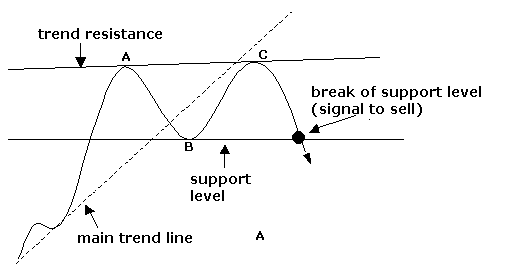 trend resistance
A
C
break of support level
(signal to sell)
B
support
level
main trend line
A